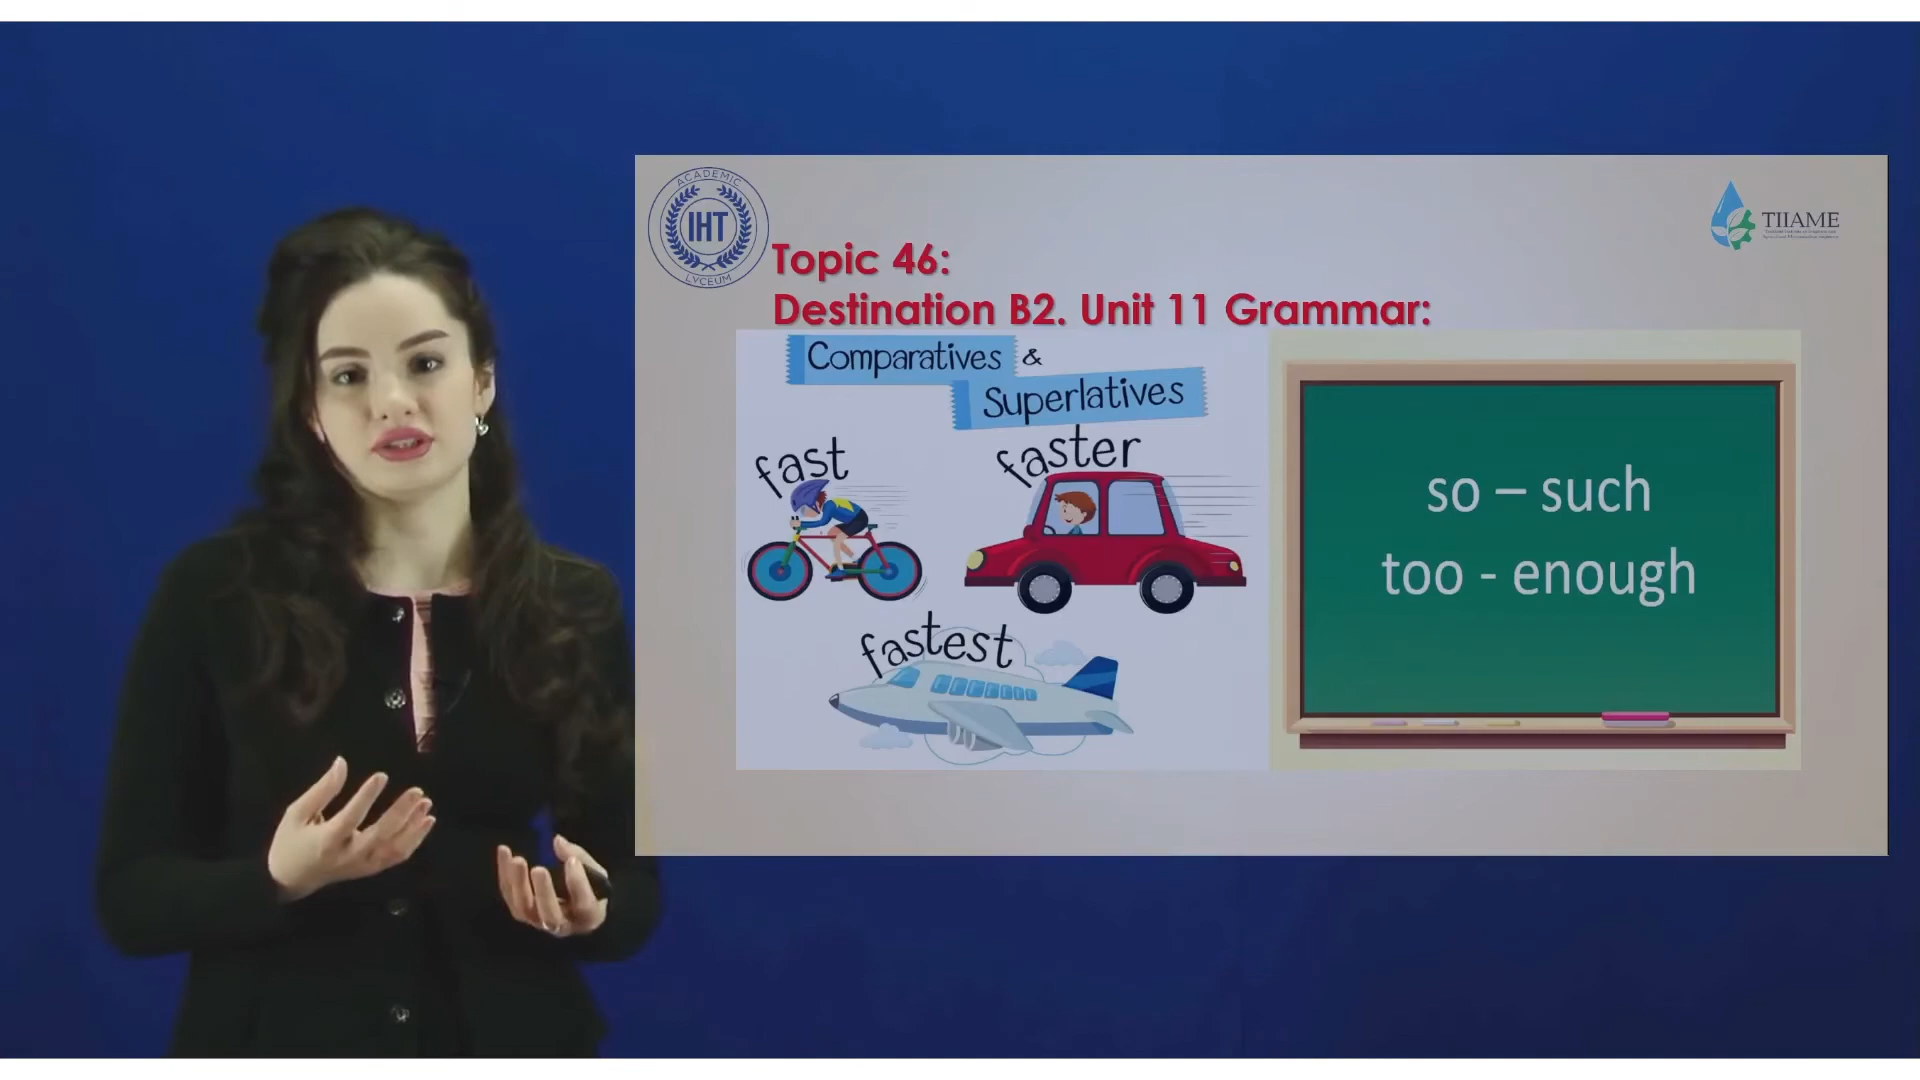 ACADEMIC
IHT
LYCEUM
TIIAME
Topic 46:
Destination B2. Unit 11 Grammar:
Comparatives &
Superlatives
fast
faster
fastest
so – such
too - enough